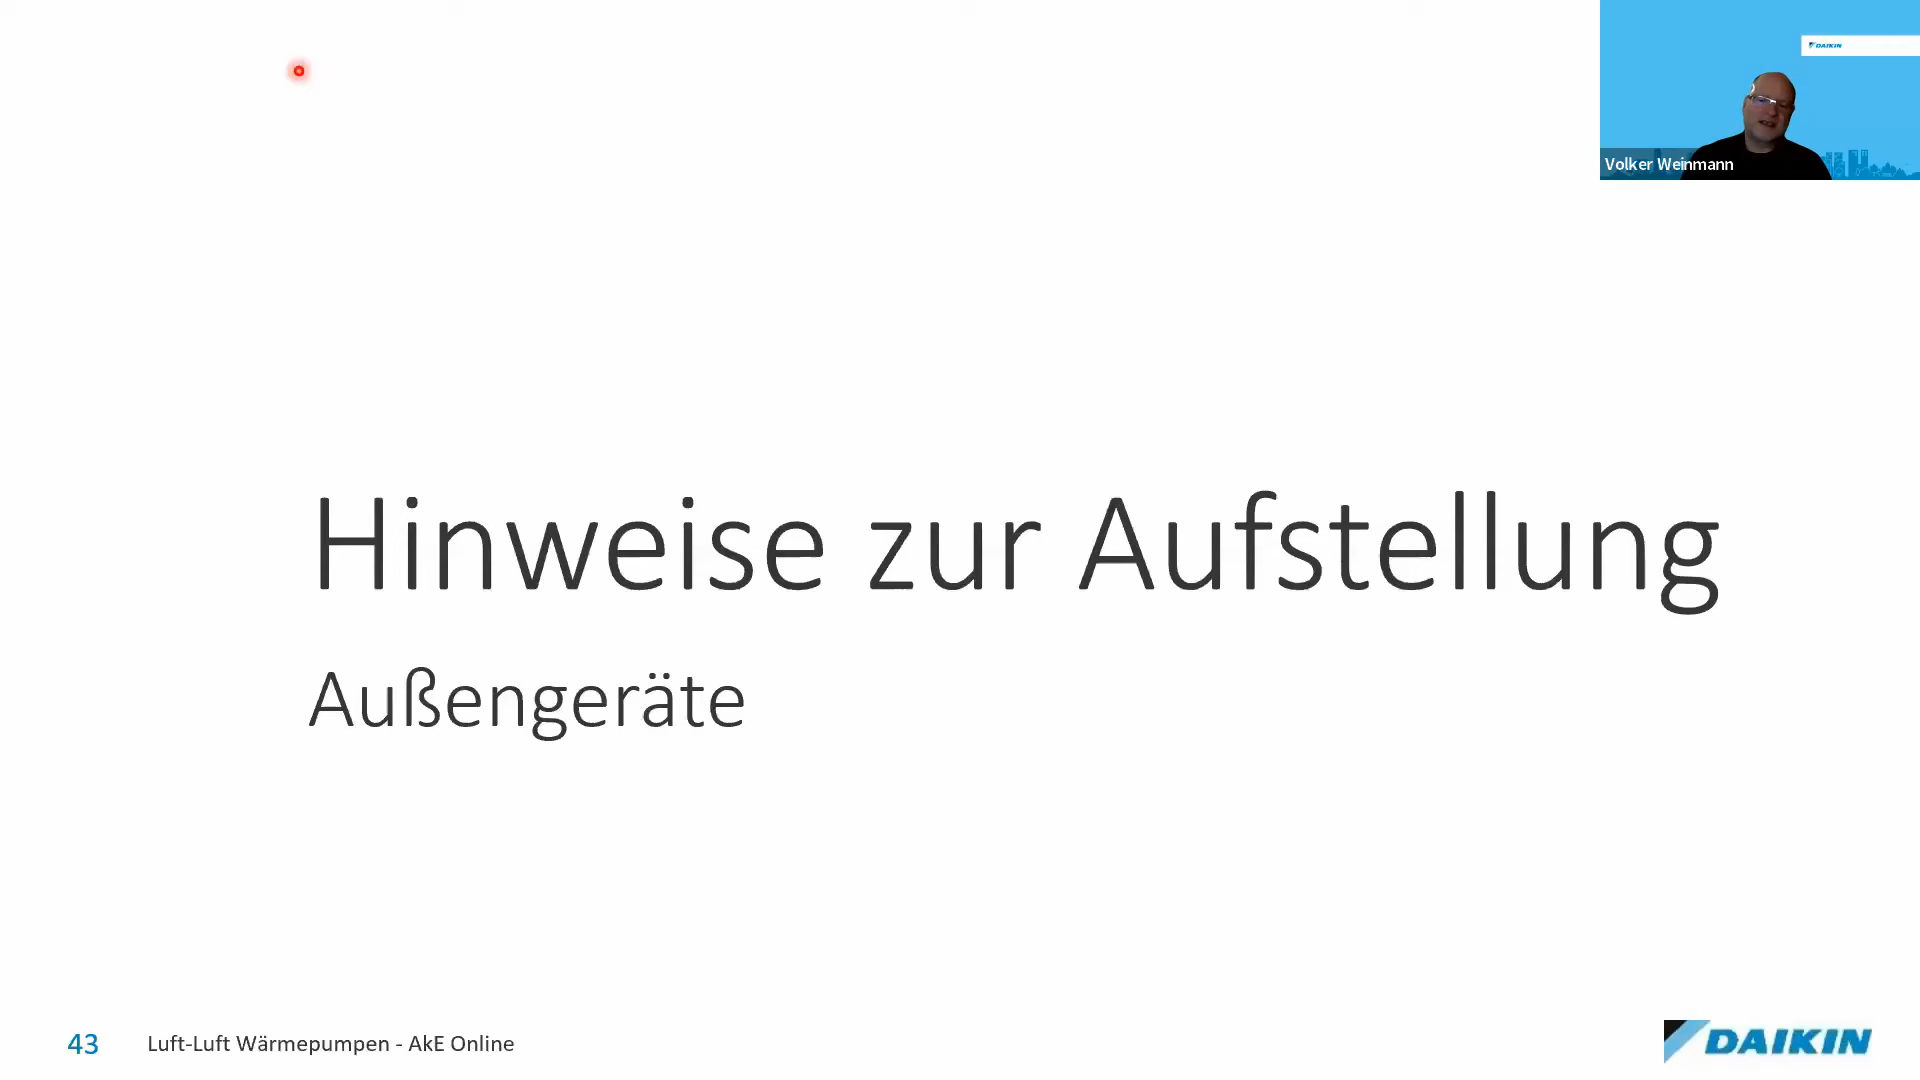 DAIKIN
Volker Weinmann
Hinweise zur Aufstellung
Außengeräte
43 Luft-Luft Wärmepumpen - AkE Online
DAIKIN